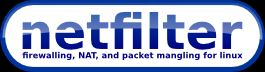 netfilter
firewalling, NAT, and packet mangling for linux